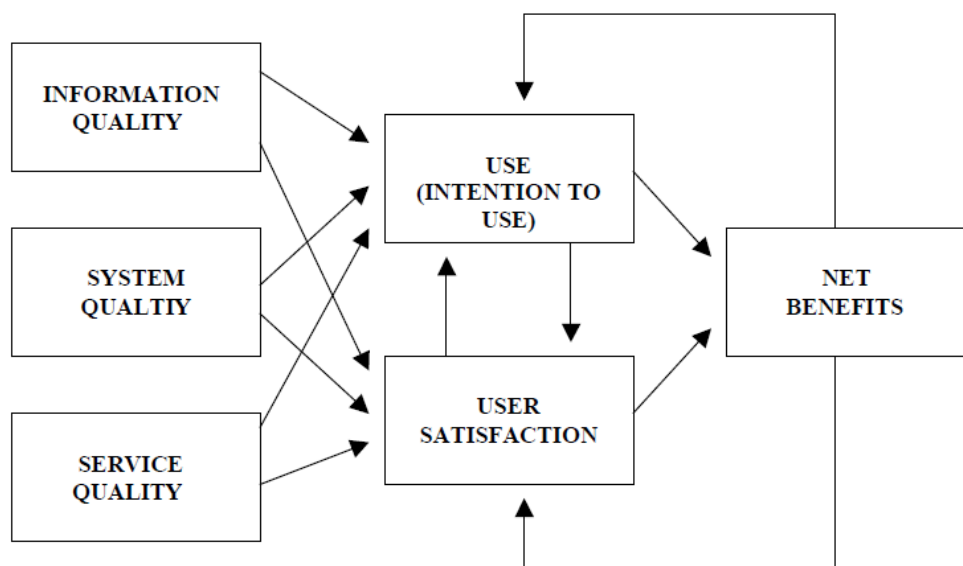 INFORMATION
QUALITY
SYSTEM
QUALTIY
SERVICE
QUALITY
USE
(INTENTION TO
USE)
USER
SATISFACTION
NET
BENEFITS